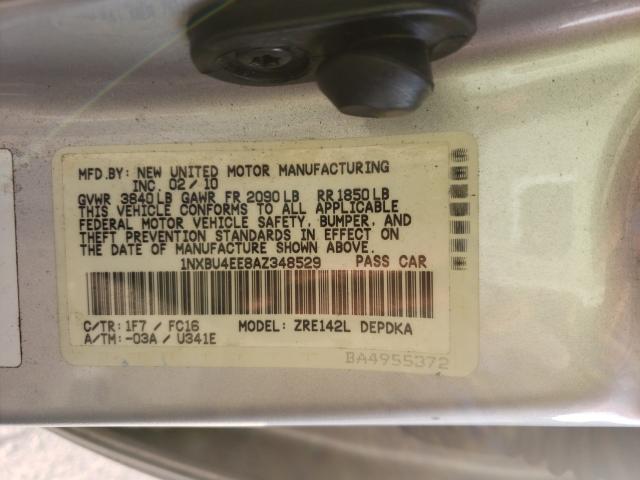 MFD.BY: NEW UNITED MOTOR MANUFACTURING
INC. 02/10
GVWR 3840LB GAWR FR 2090LB RR1850LB
THIS VEHICLE CONFORMS TO ALL APPLICABLE
FEDERAL MOTOR VEHICLE SAFETY, BUMPER, AND
THEFT PREVENTION STANDARDS IN EFFECT ON
THE DATE OF MANUFACTURE SHOWN ABOVE.
1NXBU4EE8AZ348529 PASS CAR
C/TR: 1F7 / FC16 MODEL: ZRE142L DEPDKA
A/TM: -03A / U341E
BA4955372